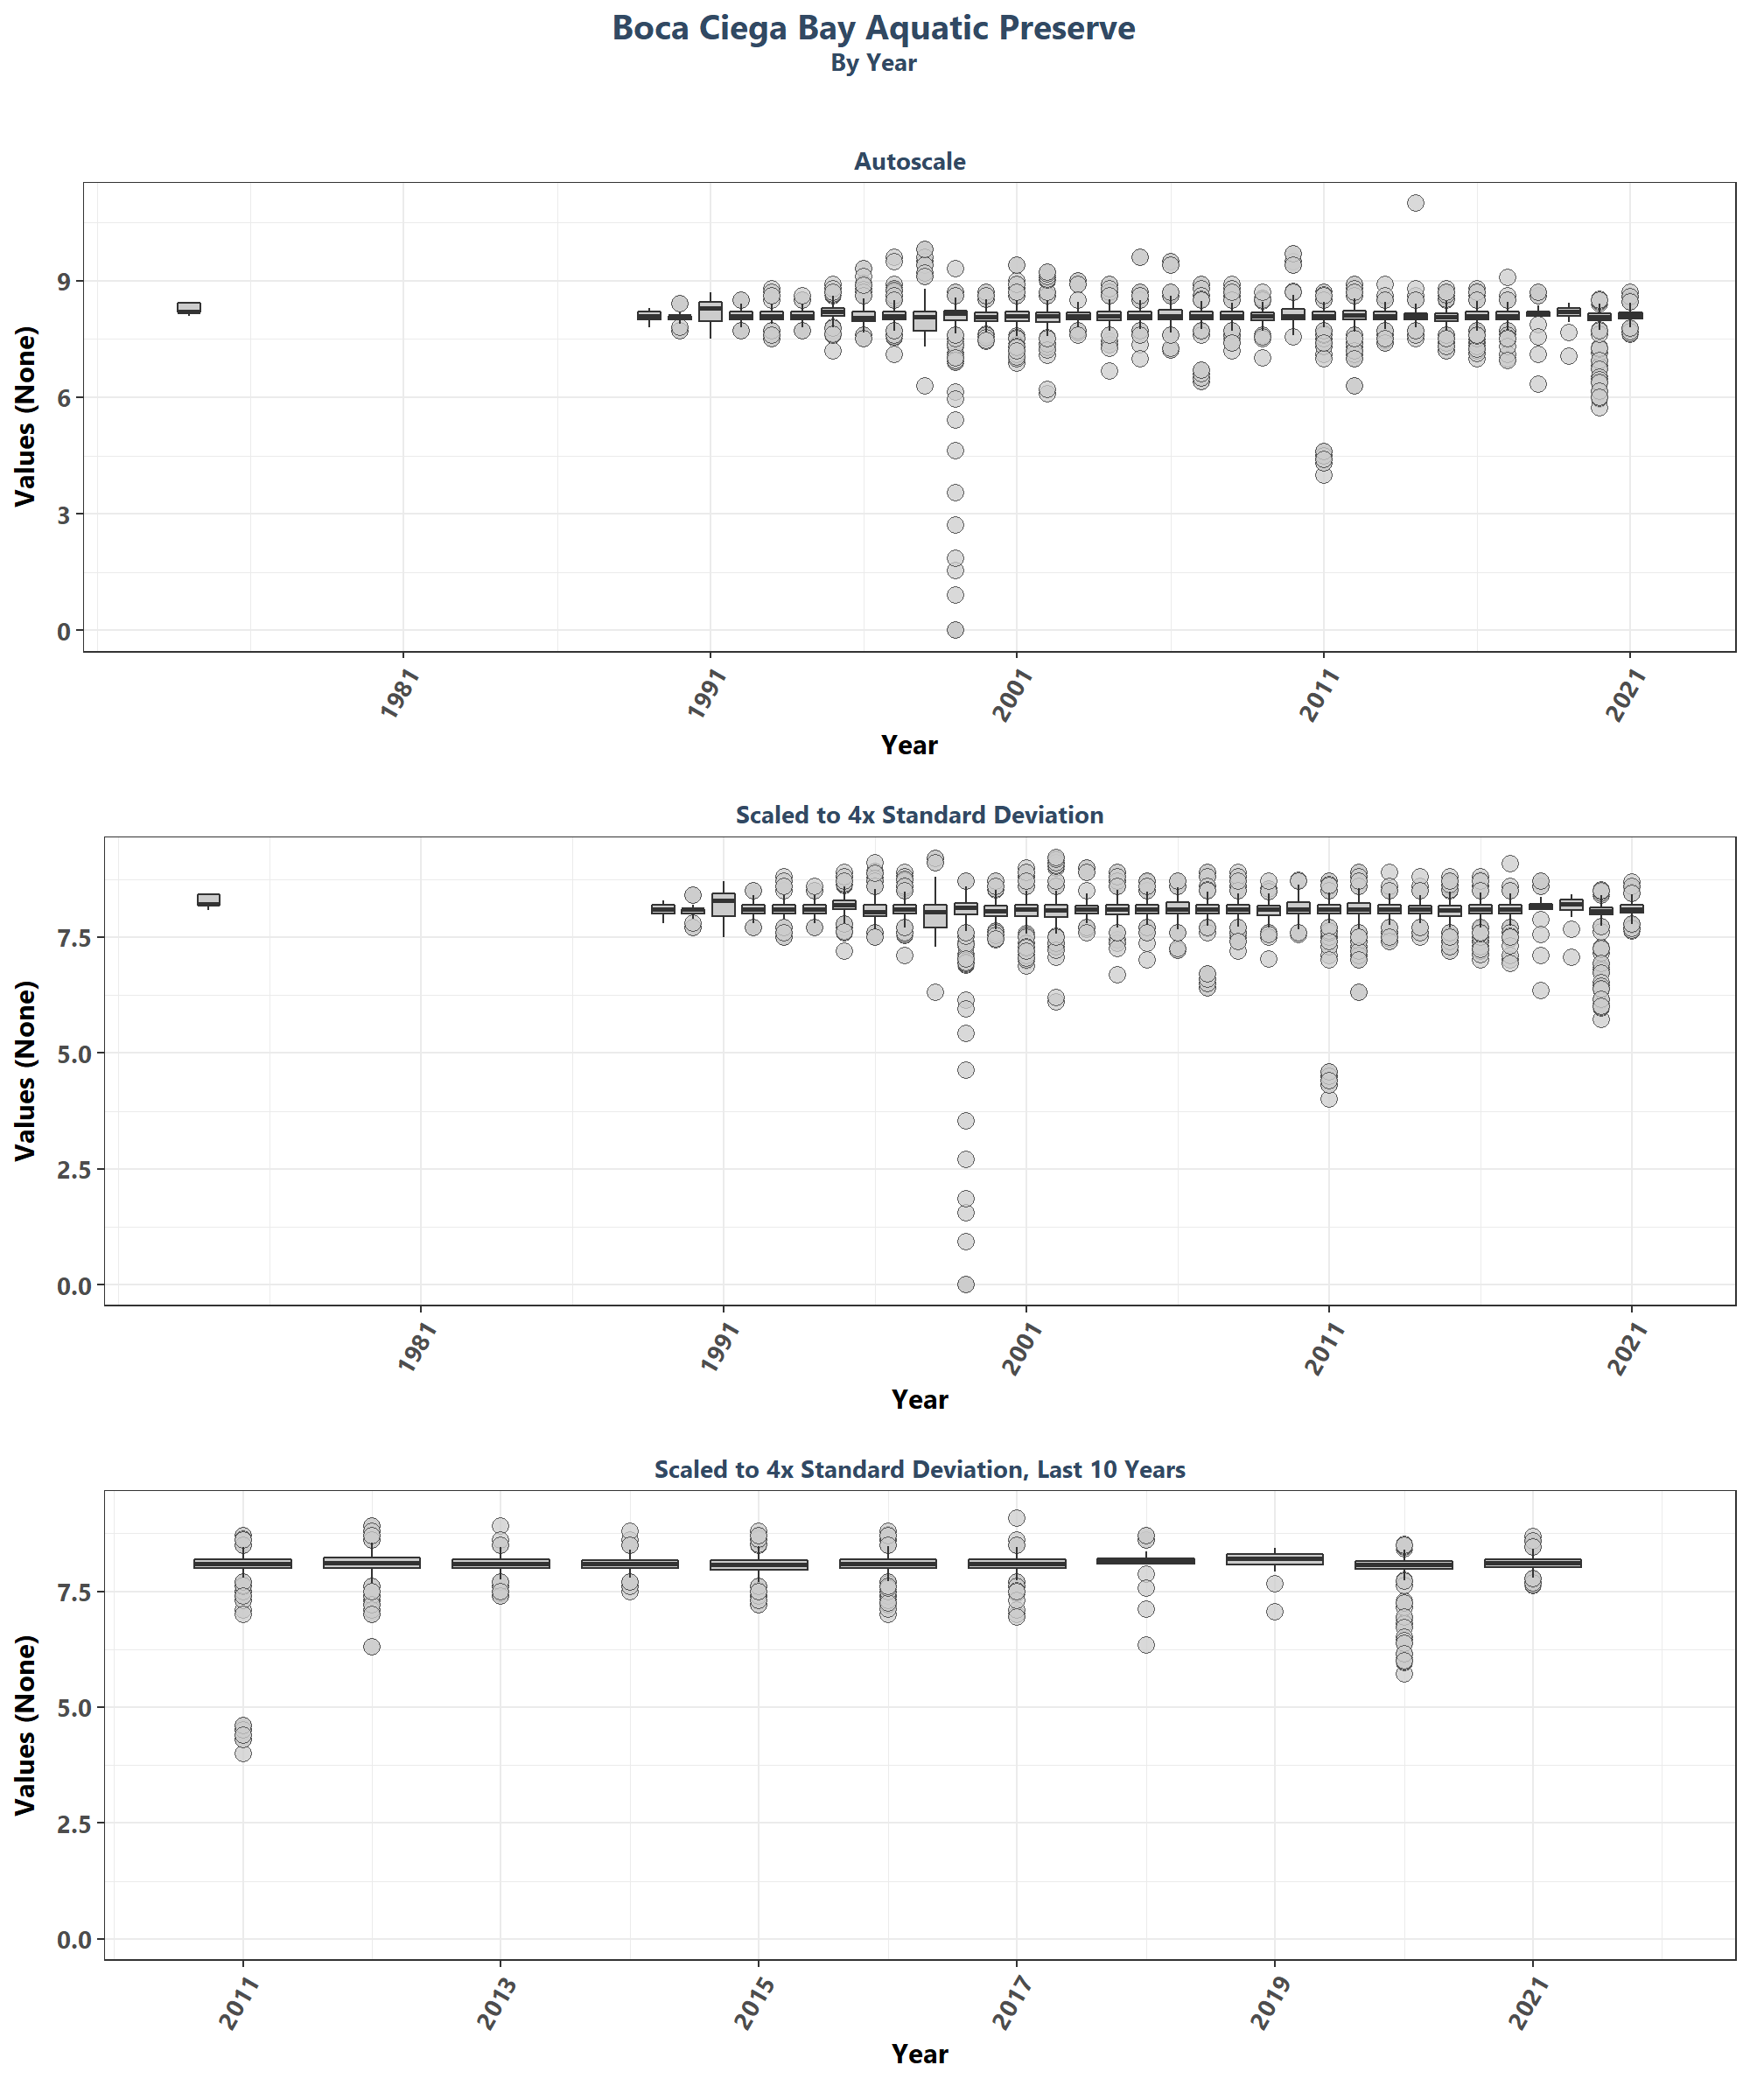 Boca Ciega Bay Aquatic Preserve
By Year
Autoscale
Values (None)
9
6
3
0
1981
1991
2001
2011
2021
Year
Scaled to 4x Standard Deviation
Values (None)
7.5
5.0
2.5
0.0
1981
1991
2001
2011
2021
Year
Scaled to 4x Standard Deviation, Last 10 Years
Values (None)
7.5
5.0
2.5
0.0
2011
2013
2015
2017
2019
2021
Year